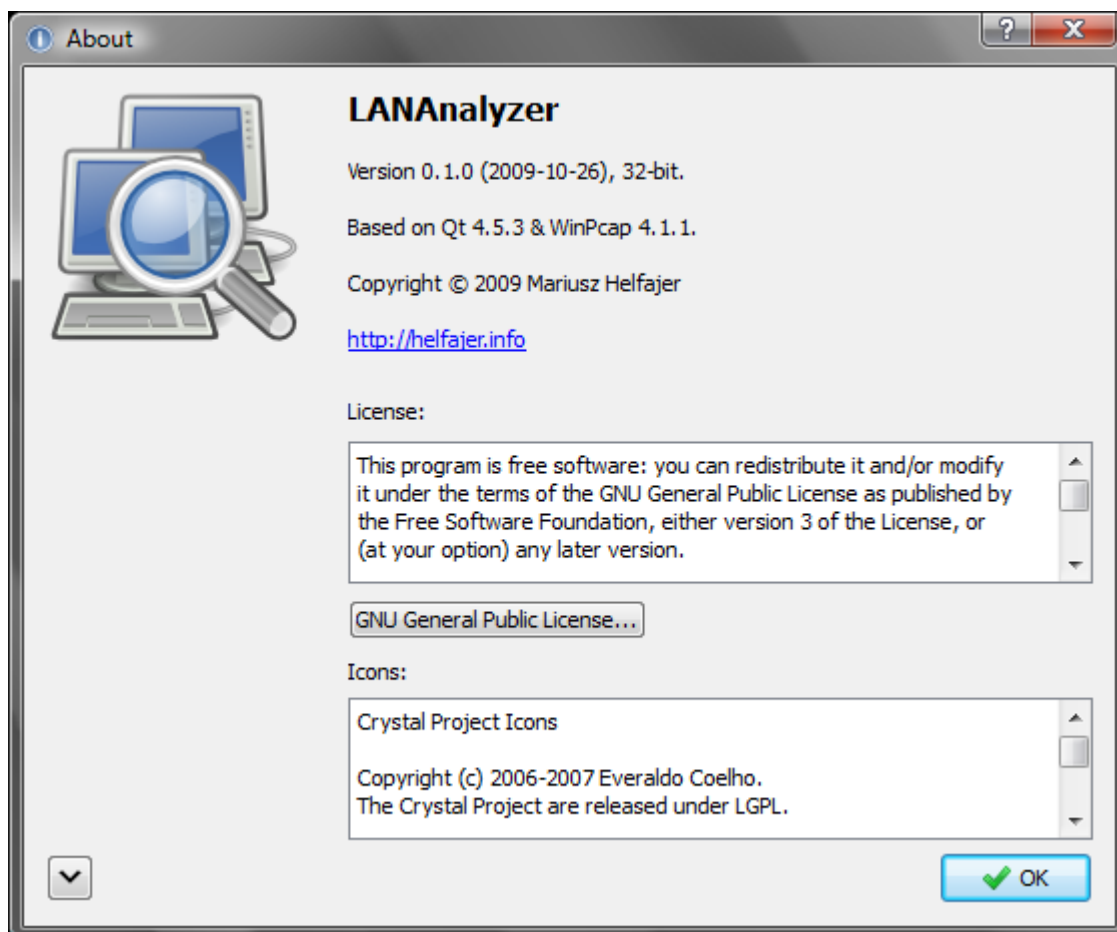 About
LANAnalyzer
Version 0.1.0 (2009-10-26), 32-bit.
Based on Qt 4.5.3 & WinPcap 4.1.1.
Copyright © 2009 Mariusz Helfajer
http://helfajer.info
License:
This program is free software: you can redistribute it and/or modify
it under the terms of the GNU General Public License as published by
the Free Software Foundation, either version 3 of the License, or
(at your option) any later version.
GNU General Public License...
Icons:
Crystal Project Icons
Copyright (c) 2006-2007 Everaldo Coelho.
The Crystal Project are released under LGPL.
OK